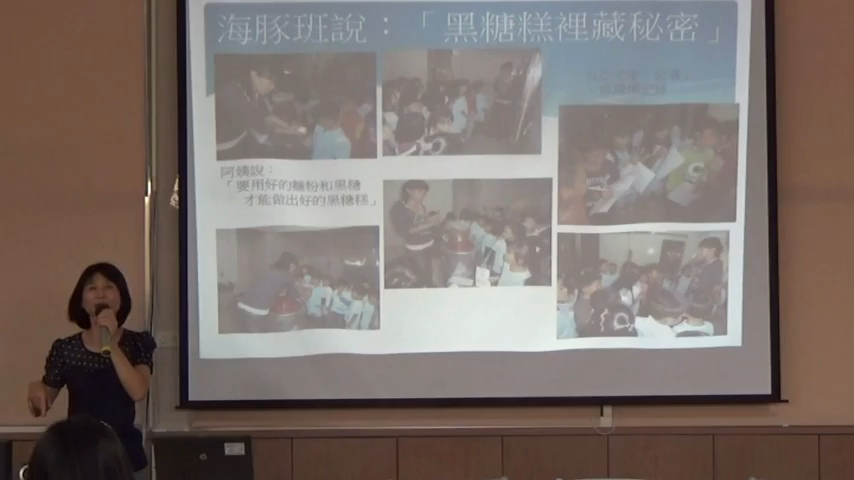 海豚班說：「黑糖糕裡藏秘密」
阿姨說：
「要用好的麵粉和黑糖
才能做出好的黑糖糕」